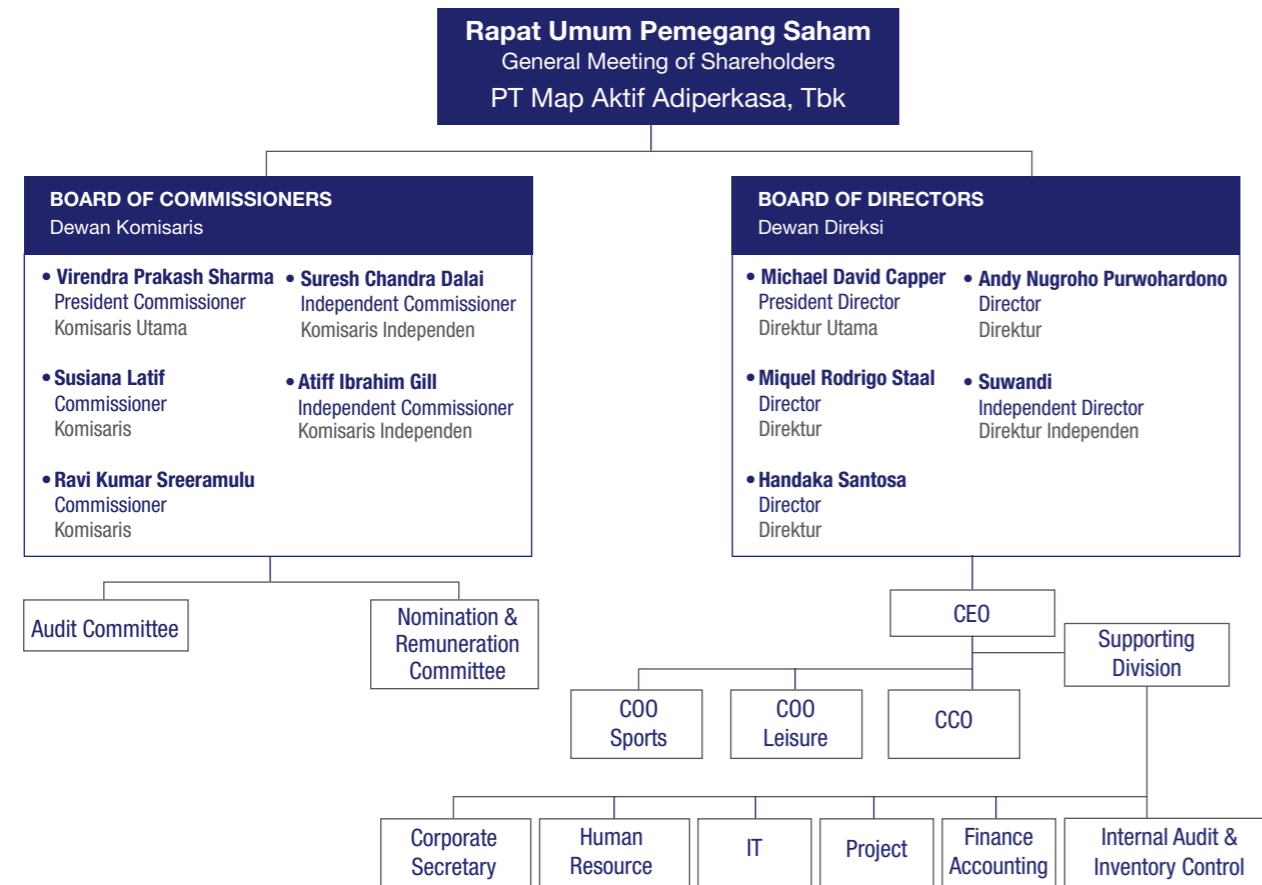 Rapat Umum Pemegang Saham
General Meeting of Shareholders
PT Map Aktif Adiperkasa, Tbk
BOARD OF COMMISSIONERS
Dewan Komisaris
• Virendra Prakash Sharma
President Commissioner
Komisaris Utama
• Susiana Latif
Commissioner
Komisaris
• Ravi Kumar Sreeramulu
Commissioner
Komisaris
• Suresh Chandra Dalai
Independent Commissioner
Komisaris Independen
• Atiff Ibrahim Gill
Independent Commissioner
Komisaris Independen
BOARD OF DIRECTORS
Dewan Direksi
• Michael David Capper
President Director
Direktur Utama
• Miquel Rodrigo Staal
Director
Direktur
• Handaka Santosa
Director
Direktur
• Andy Nugroho Purwohardono
Director
Direktur
• Suwandi
Independent Director
Direktur Independen
Audit Committee
Nomination &
Remuneration
Committee
CEO
Supporting
Division
COO
Sports
COO
Leisure
CCO
Corporate
Secretary
Human
Resource
IT
Project
Finance
Accounting
Internal Audit &
Inventory Control